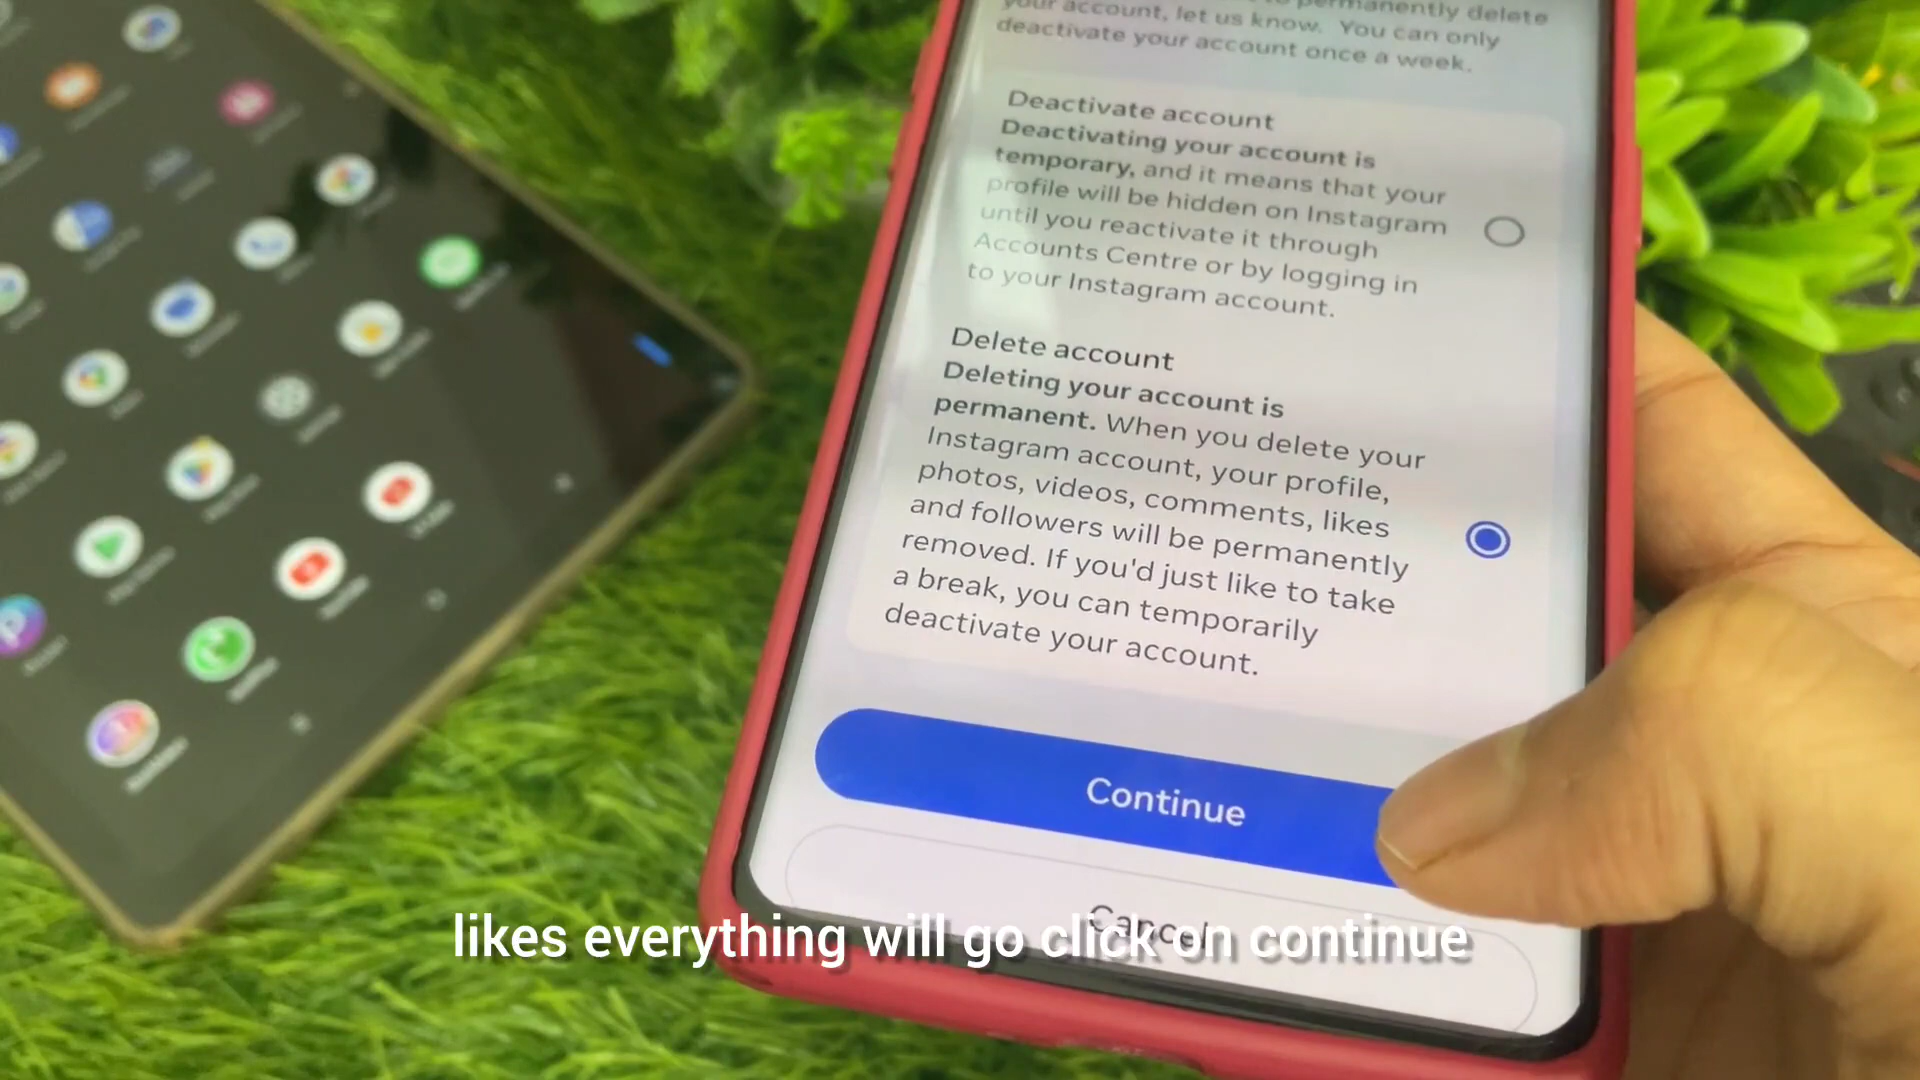 permanently delete
your account, let us know. You can only
deactivate your account once a week.
Deactivate account
Deactivating your account is
temporary, and it means that your
profile will be hidden on Instagram
until you reactivate it through
Accounts Centre or by logging in
to your Instagram account.
Delete account
Deleting your account is
permanent. When you delete your
Instagram account, your profile,
photos, videos, comments, likes
and followers will be permanently
removed. If you'd just like to take
a break, you can temporarily
deactivate your account.
Continue
Cancel
likes everything will go click on continue